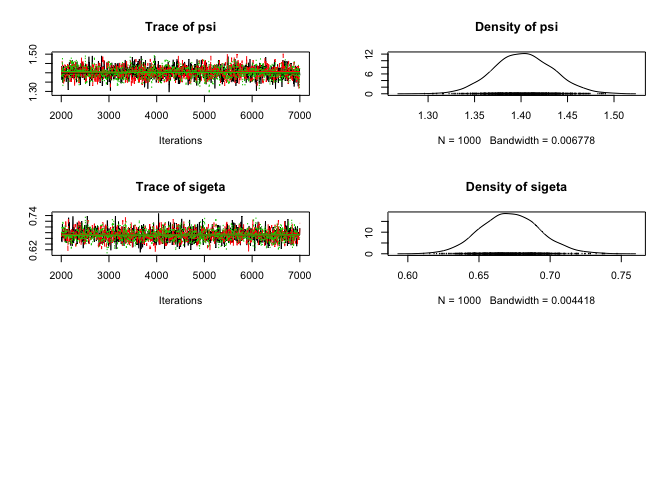 Trace of psi
1.30 1.50
2000 3000 4000 5000 6000 7000
Iterations
Density of psi
0 6 12
1.30 1.35 1.40 1.45 1.50
N = 1000 Bandwidth = 0.006778
Trace of sigeta
0.62 0.74
2000 3000 4000 5000 6000 7000
Iterations
Density of sigeta
0 10
0.60 0.65 0.70 0.75
N = 1000 Bandwidth = 0.004418